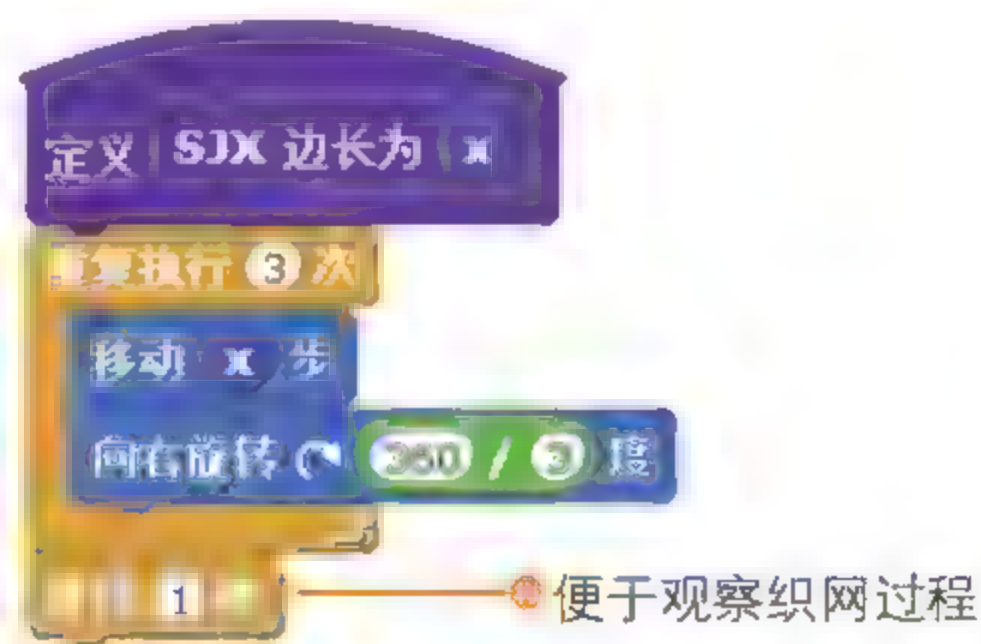 定义 SJX 边长为 x
重复执行 3 次
移动 x 步
向右旋转 360 / 3 度
1
便于观察织网过程